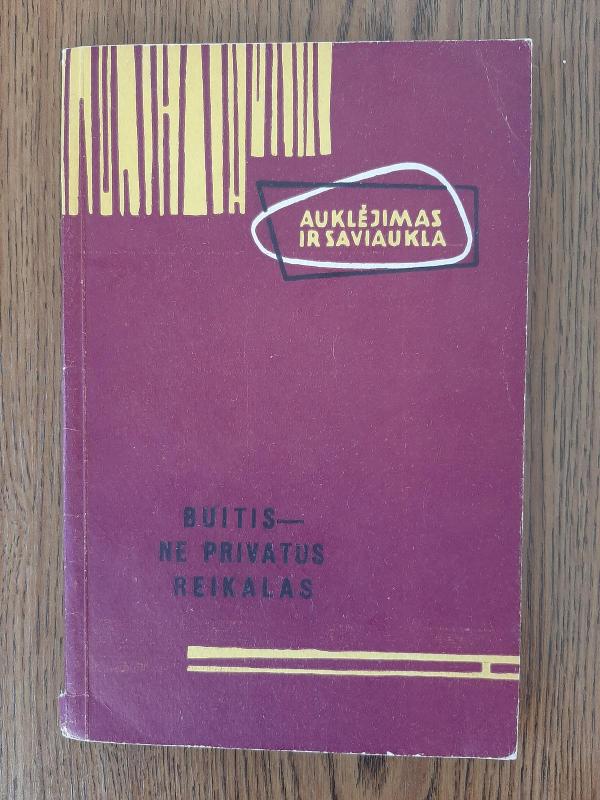 AUKLĖJIMAS
IR SAVIAUKLA
BUITIS—
NE PRIVATUS
REIKALAS